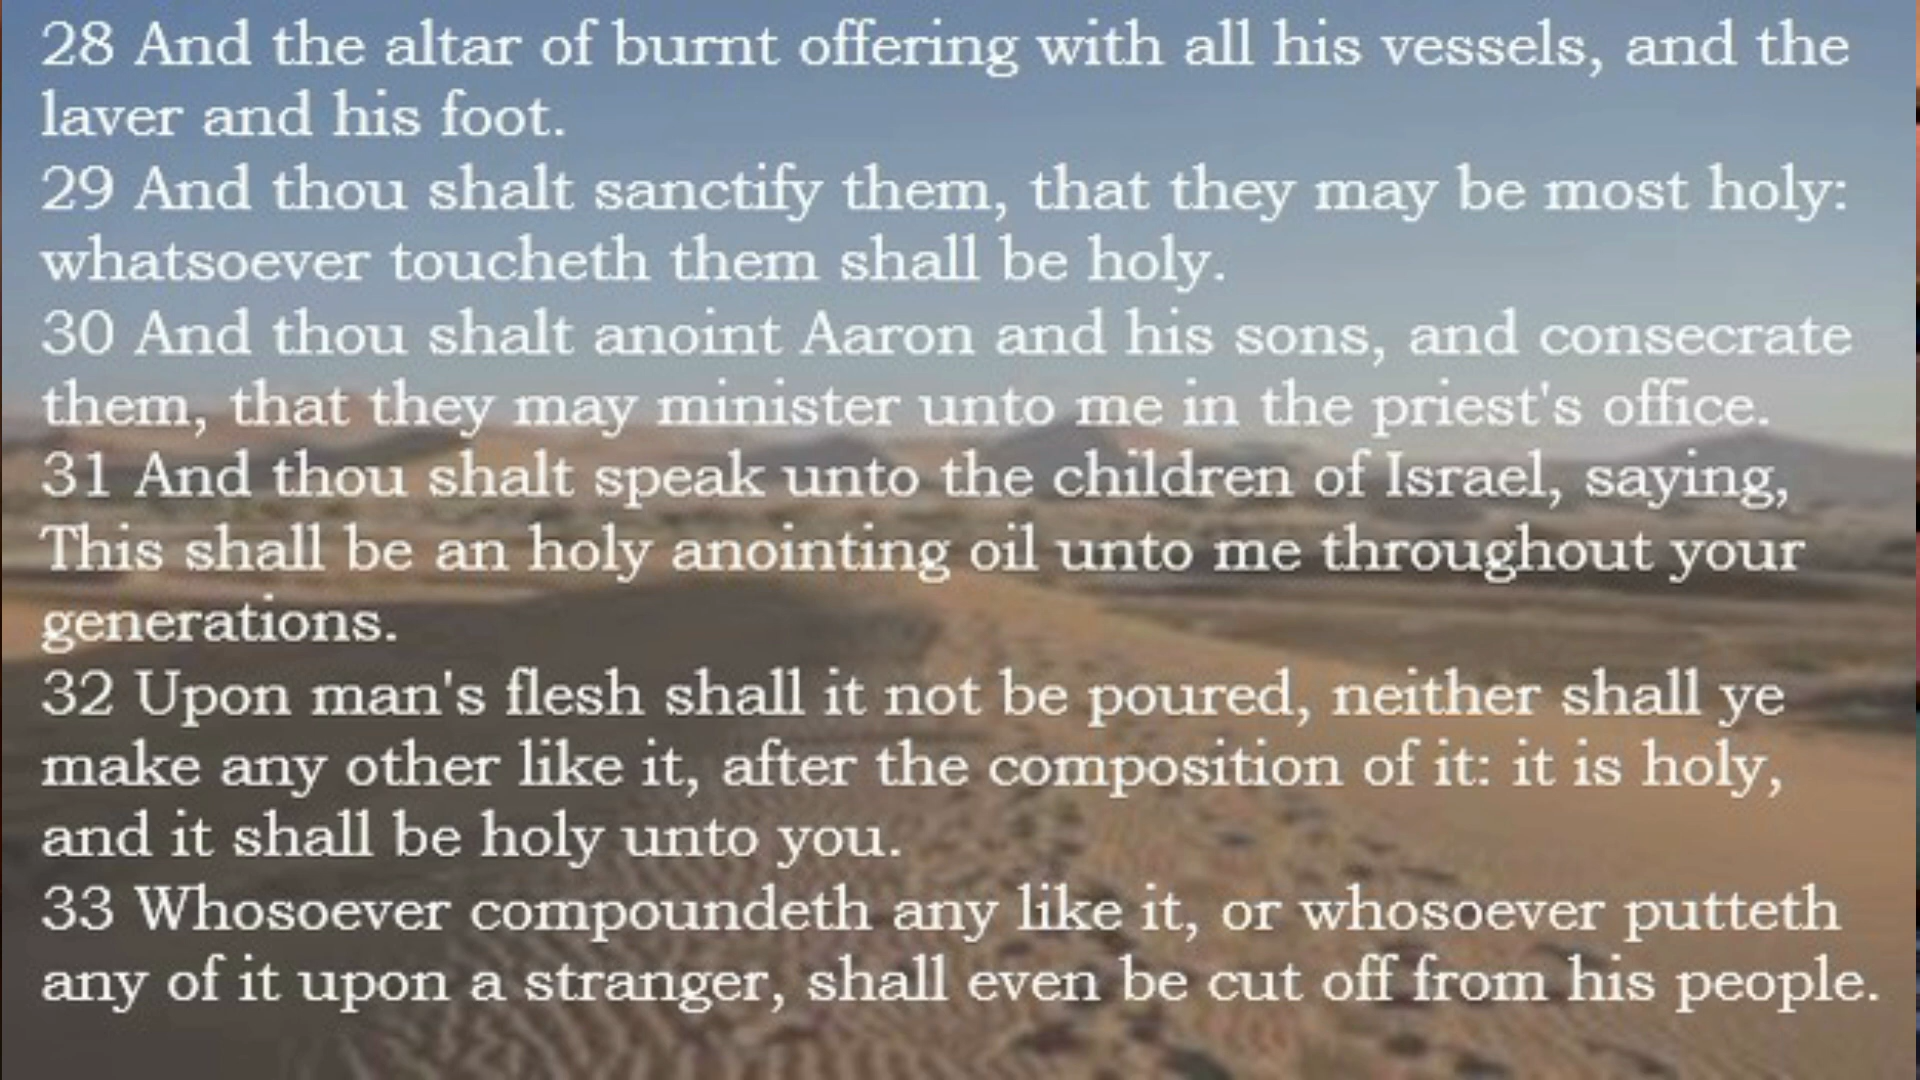 28 And the altar of burnt offering with all his vessels, and the
laver and his foot.
29 And thou shalt sanctify them, that they may be most holy:
whatsoever toucheth them shall be holy.
30 And thou shalt anoint Aaron and his sons, and consecrate
them, that they may minister unto me in the priest's office.
31 And thou shalt speak unto the children of Israel, saying,
This shall be an holy anointing oil unto me throughout your
generations.
32 Upon man's flesh shall it not be poured, neither shall ye
make any other like it, after the composition of it: it is holy,
and it shall be holy unto you.
33 Whosoever compoundeth any like it, or whosoever putteth
any of it upon a stranger, shall even be cut off from his people.